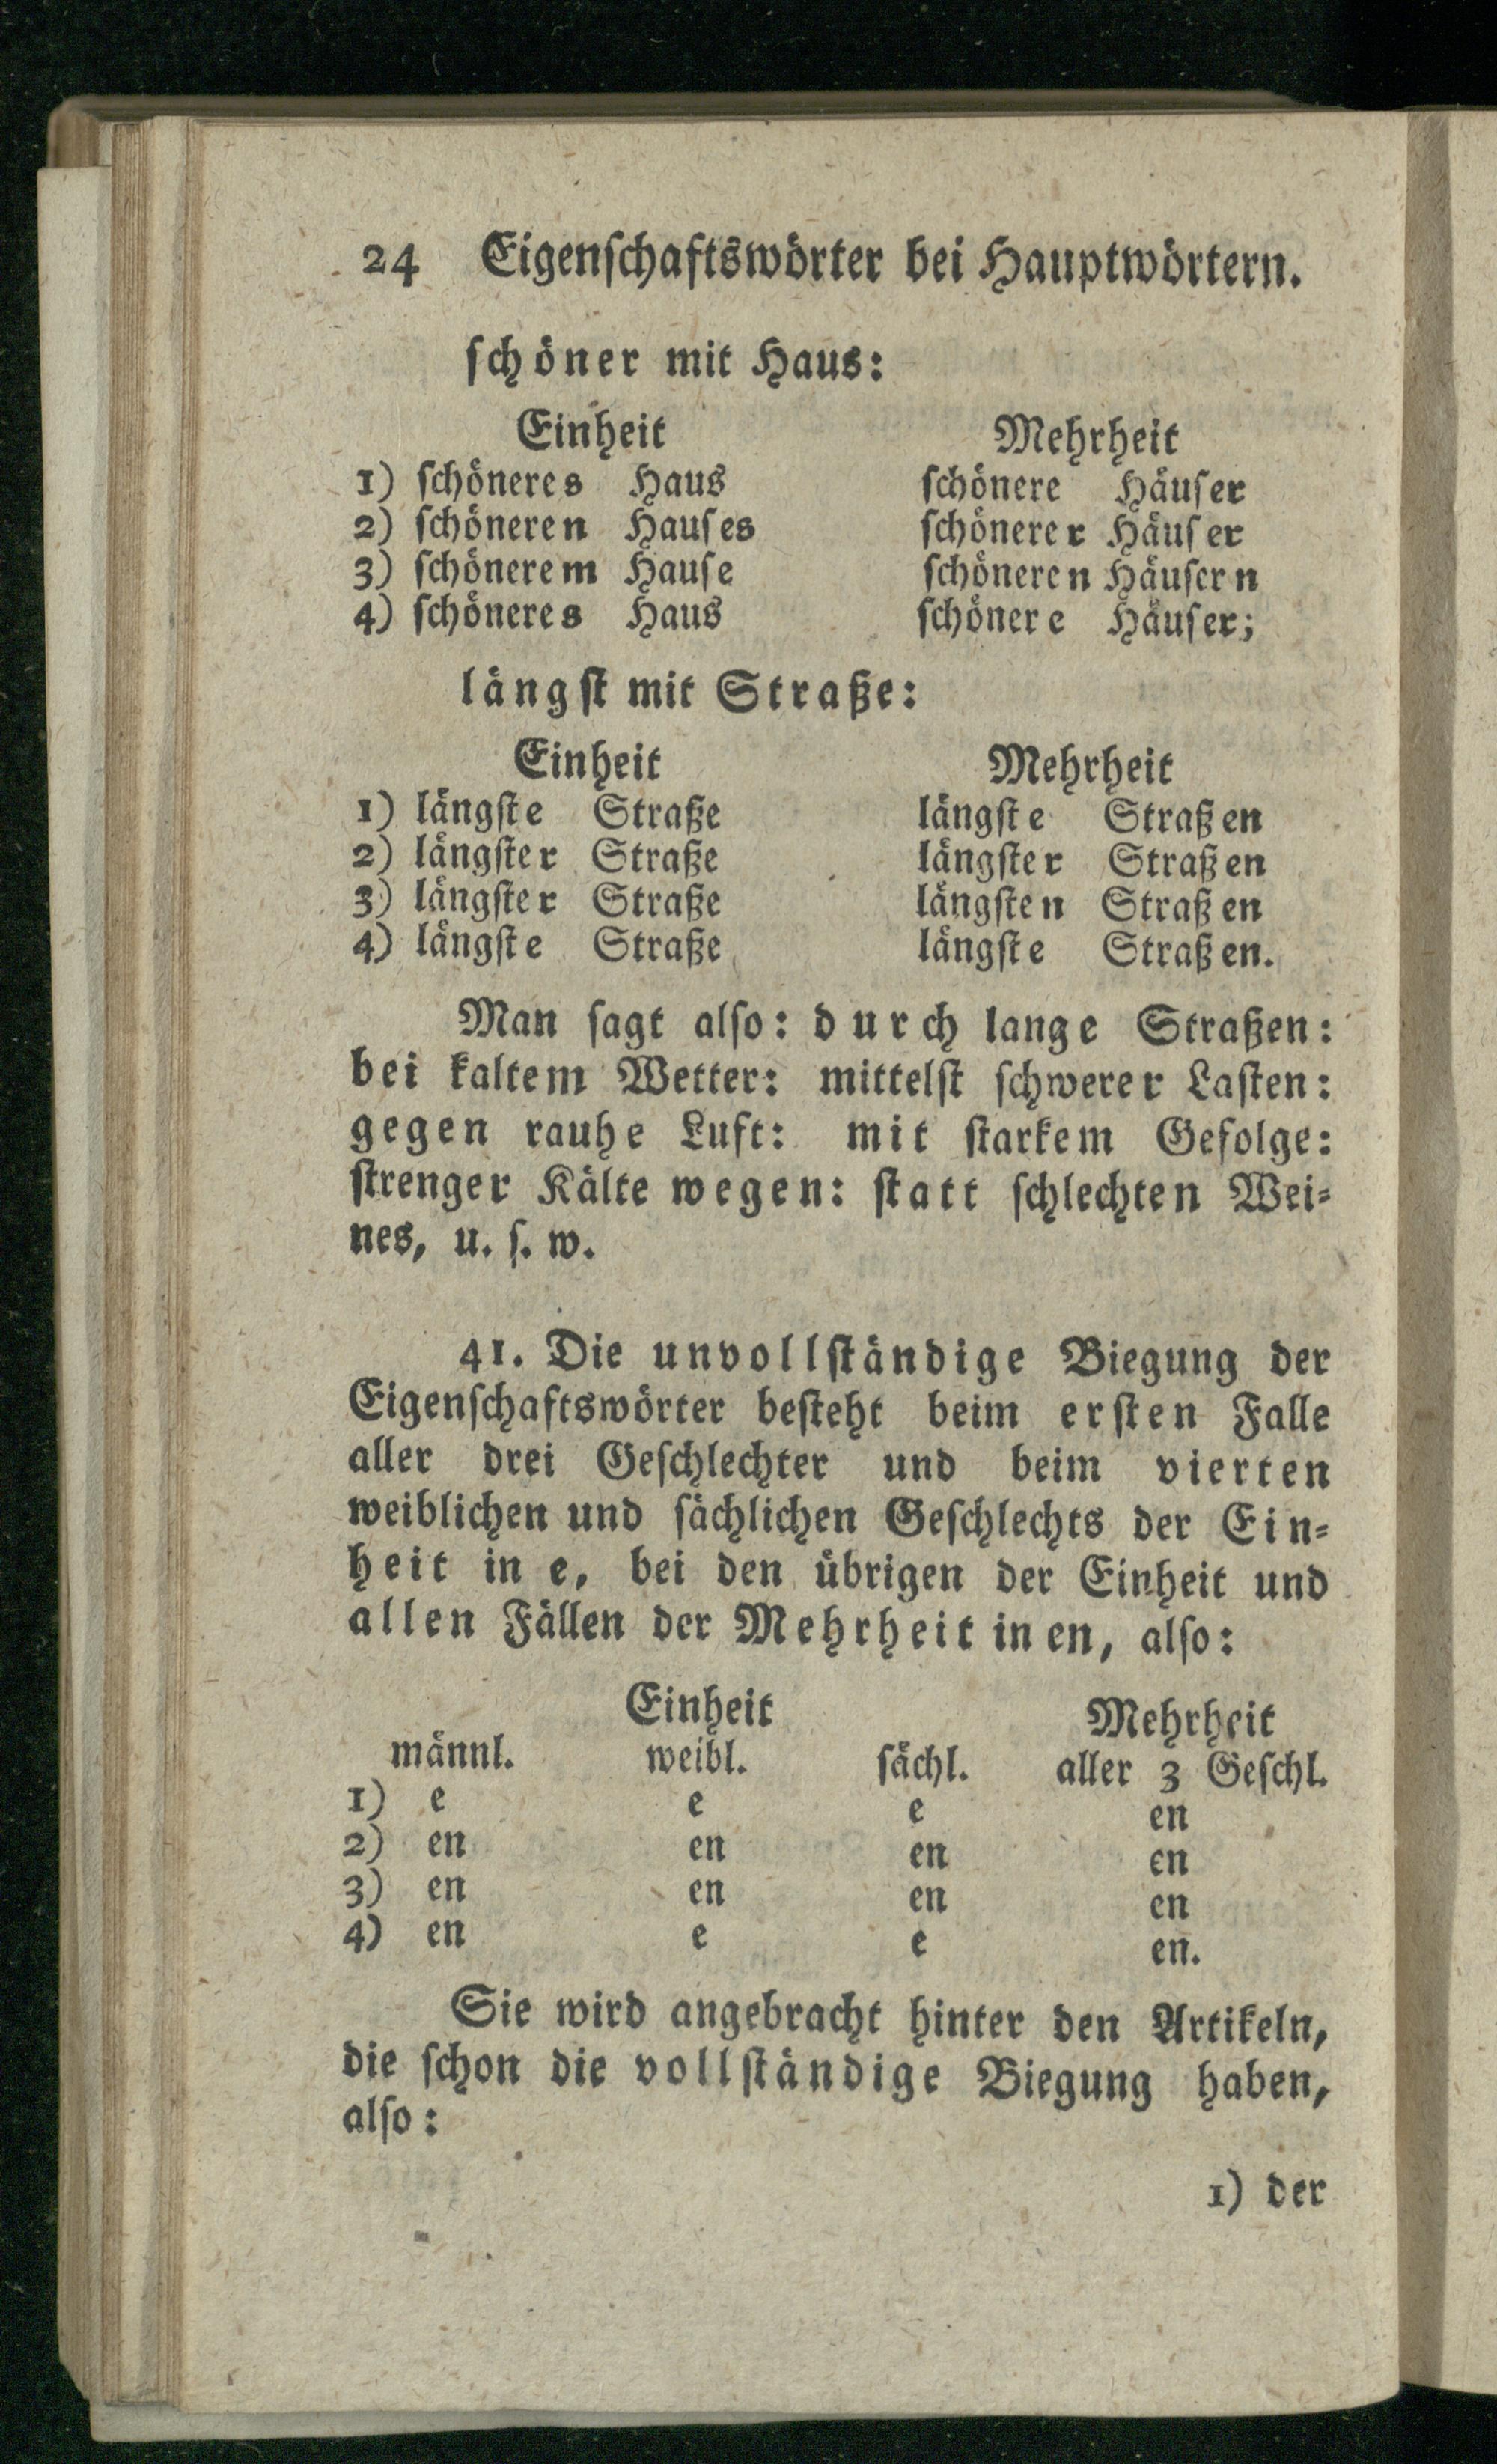 24 Eigenſchaftswörter bei Hauptwörtern.
ſchöner mit Haus:
Einheit Mehrheit
1) ſchöneres Haus ſchönere Häuſer
2) ſchöneren Hauſes ſchönerer Häuſer
3) ſchönerem Hauſe ſchöneren Häuſern
4) ſchöneres Haus ſchönere Häuſer;
längſt mit Straße:
Einheit Mehrheit
1) längſte Straße längſte Straßen
2) längſter Straße längſter Straßen
3) längſter Straße längſten Straßen
4) längſte Straße längſte Straßen.
Man ſagt alſo: durch lange Straßen:
bei kaltem Wetter: mittelſt ſchwerer Laſten:
gegen rauhe Luft: mit ſtarkem Gefolge:
ſtrenger Kälte wegen: ſtatt ſchlechten Wei⸗
nes, u. ſ. w.
41. Die unvollſtändige Biegung der
Eigenſchaftswörter beſteht beim erſten Falle
aller drei Geſchlechter und beim vierten
weiblichen und ſächlichen Geſchlechts der Ein⸗
heit in e, bei den übrigen der Einheit und
allen Fällen der Mehrheit in en, alſo:
Einheit Mehrheit
männl. weibl. ſächl. aller 3 Geſchl.
1) e e e en
2) en en en en
3) en en en en
4) en e e en.
Sie wird angebracht hinter den Artikeln,
die ſchon die vollſtändige Biegung haben,
alſo:
1) der